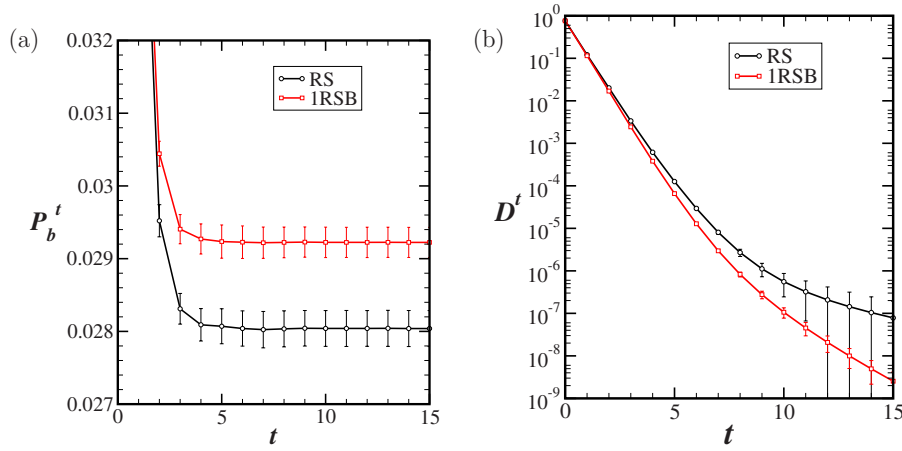 (a)
0.032
0.031
0.03
0.029
0.028
0.027
P_b^t
RS
1RSB
0 5 10 15
t
(b)
10^0
10^-1
10^-2
10^-3
10^-4
10^-5
10^-6
10^-7
10^-8
10^-9
D^t
RS
1RSB
0 5 10 15
t